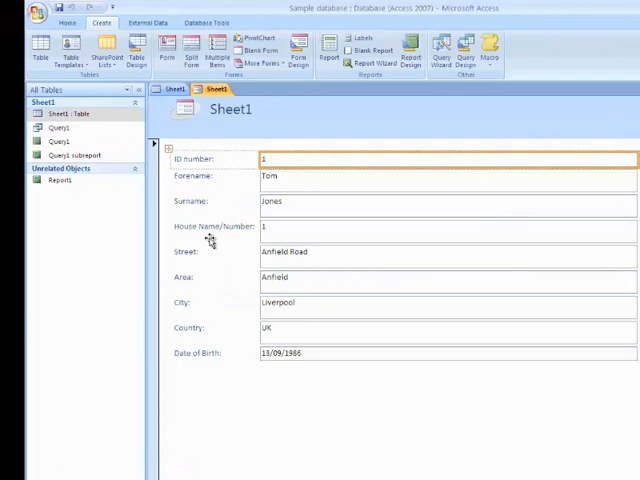 Sample database : Database (Access 2007) - Microsoft Access
Home Create External Data Database Tools
Table Table Templates SharePoint Lists Table Design
Tables
Form Split Form Multiple Items PivotChart Blank Form More Forms Form Design
Forms
Report Labels Blank Report Report Wizard Report Design
Reports
Query Wizard Query Design Macro
Other
All Tables
Sheet1
Sheet1 : Table
Query1
Query1
Query1 subreport
Unrelated Objects
Report1
Sheet1 Sheet1
Sheet1
ID number: 1
Forename: Tom
Surname: Jones
House Name/Number: 1
Street: Anfield Road
Area: Anfield
City: Liverpool
Country: UK
Date of Birth: 13/09/1986